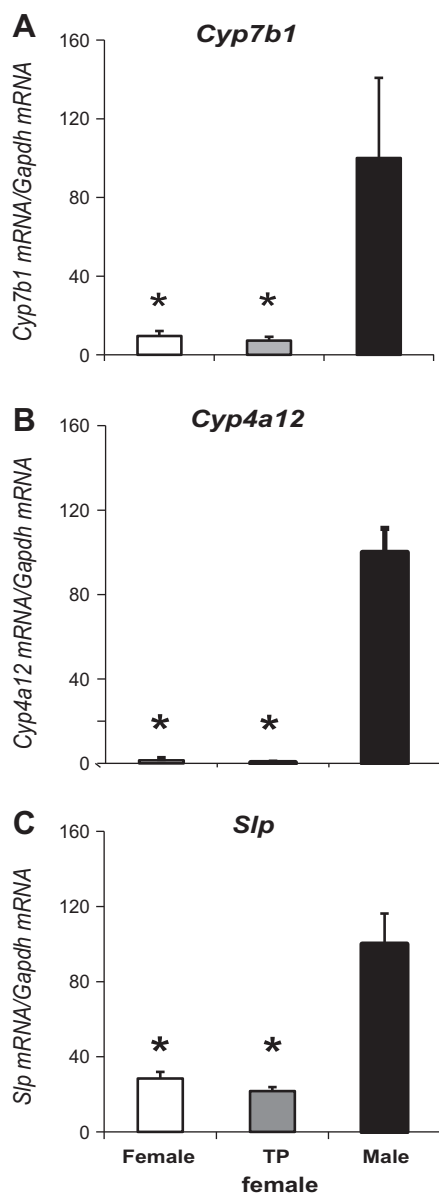 A
Cyp7b1
Cyp7b1 mRNA/Gapdh mRNA
160
120
80
40
0
*
*
B
Cyp4a12
Cyp4a12 mRNA/Gapdh mRNA
160
120
80
40
0
*
*
C
Slp
Slp mRNA/Gapdh mRNA
160
120
80
40
0
*
*
Female TP Male
female